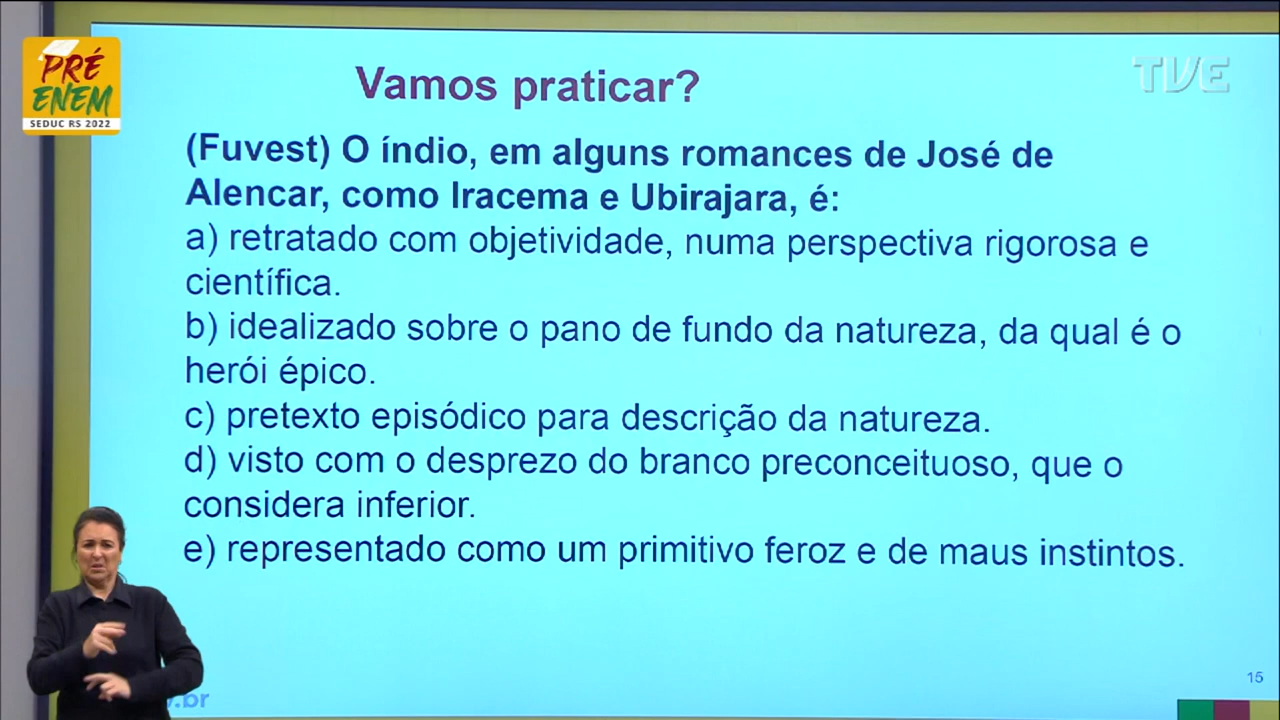 PRÉ
ENEM
SEDUC RS 2022
TVE
Vamos praticar?
(Fuvest) O índio, em alguns romances de José de
Alencar, como Iracema e Ubirajara, é:
a) retratado com objetividade, numa perspectiva rigorosa e
científica.
b) idealizado sobre o pano de fundo da natureza, da qual é o
herói épico.
c) pretexto episódico para descrição da natureza.
d) visto com o desprezo do branco preconceituoso, que o
considera inferior.
e) representado como um primitivo feroz e de maus instintos.
15
.br